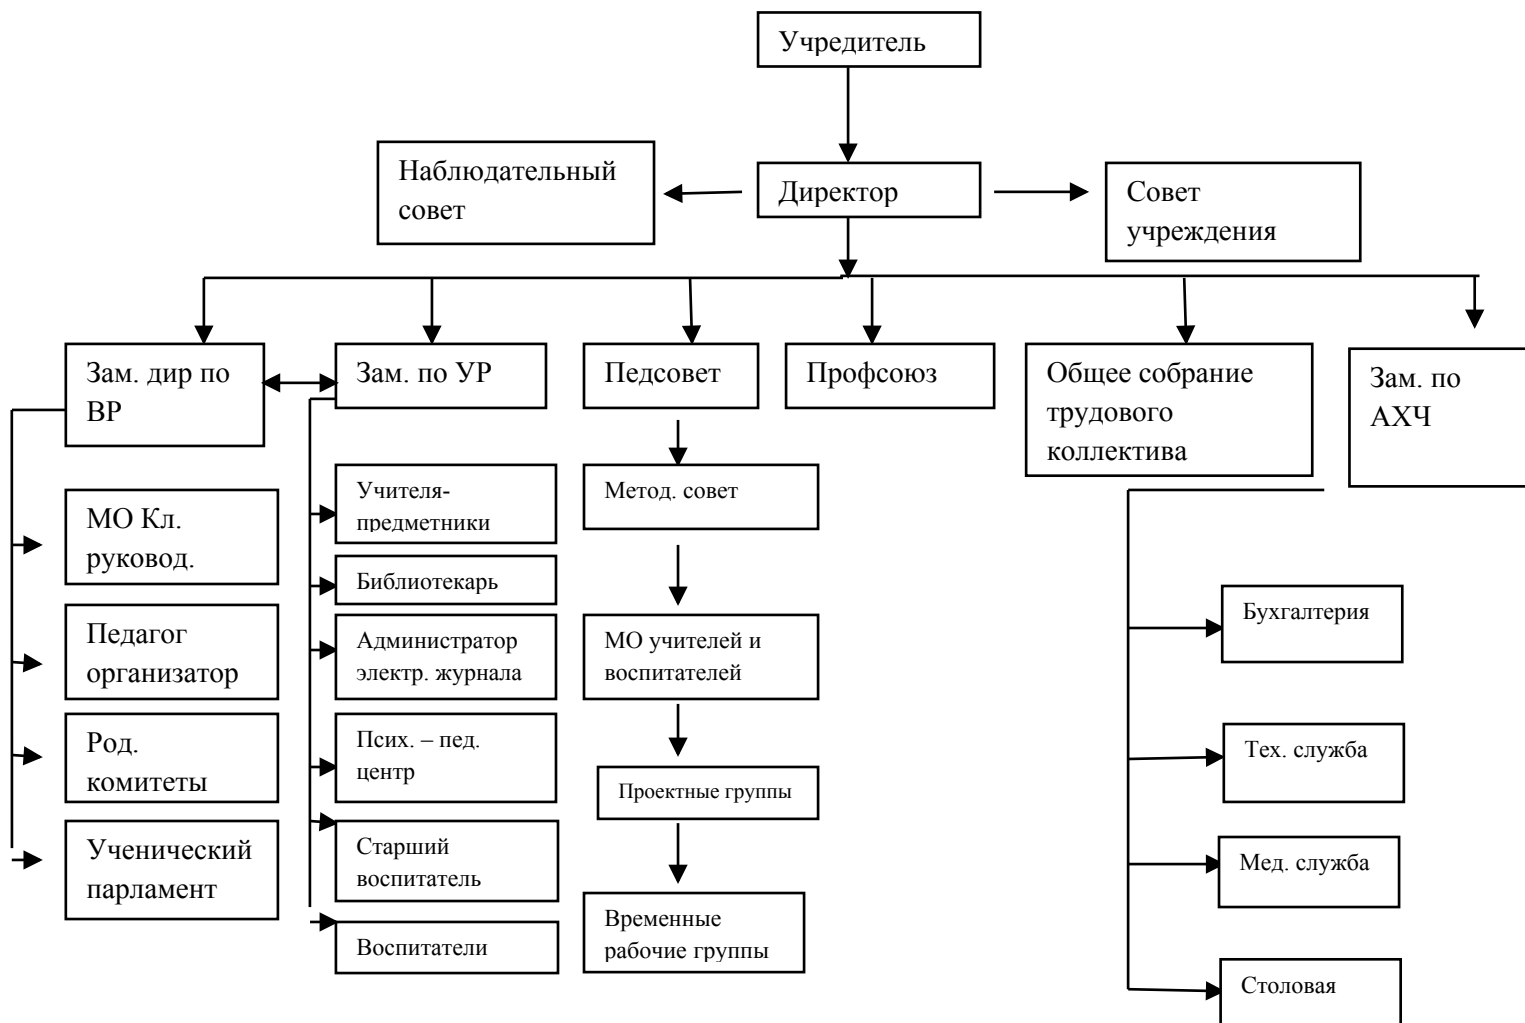 Учредитель
Наблюдательный
совет
Директор
Совет
учреждения
Зам. дир по
ВР
Зам. по УР
Педсовет
Профсоюз
Общее собрание
трудового
коллектива
Зам. по
АХЧ
МО Кл.
руковод.
Педагог
организатор
Род.
комитеты
Ученический
парламент
Учителя-
предметники
Библиотекарь
Администратор
электр. журнала
Псих. – пед.
центр
Старший
воспитатель
Воспитатели
Метод. совет
МО учителей и
воспитателей
Проектные группы
Временные
рабочие группы
Бухгалтерия
Тех. служба
Мед. служба
Столовая